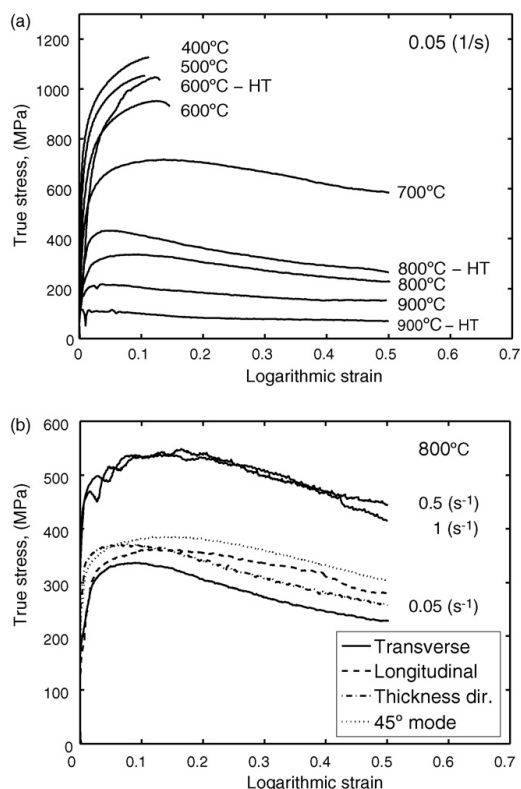 (a)
True stress, (MPa)
1200
1000
800
600
400
200
0
0.05 (1/s)
400°C
500°C
600°C – HT
600°C
700°C
800°C – HT
800°C
900°C
900°C – HT
0 0.1 0.2 0.3 0.4 0.5 0.6 0.7
Logarithmic strain
(b)
True stress, (MPa)
600
500
400
300
200
100
0
800°C
0.5 (s-1)
1 (s-1)
0.05 (s-1)
Transverse
Longitudinal
Thickness dir.
45° mode
0 0.1 0.2 0.3 0.4 0.5 0.6 0.7
Logarithmic strain